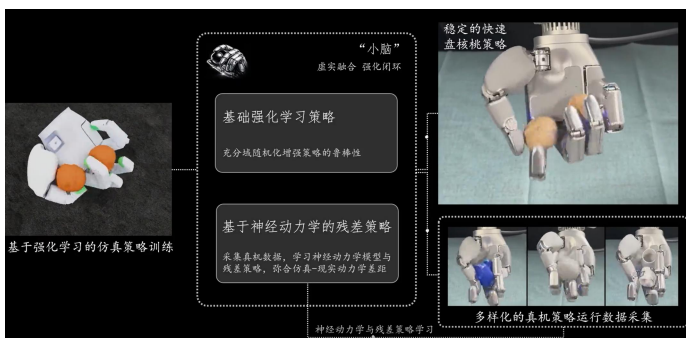 基于强化学习的仿真策略训练
“小脑”
虚实融合 强化闭环
基础强化学习策略
充分域随机化增强策略的鲁棒性
基于神经动力学的残差策略
采集真机数据，学习神经动力学模型与
残差策略，弥合仿真-现实动力学差距
稳定的快速
盘核桃策略
多样化的真机策略运行数据采集
神经动力学与残差策略学习